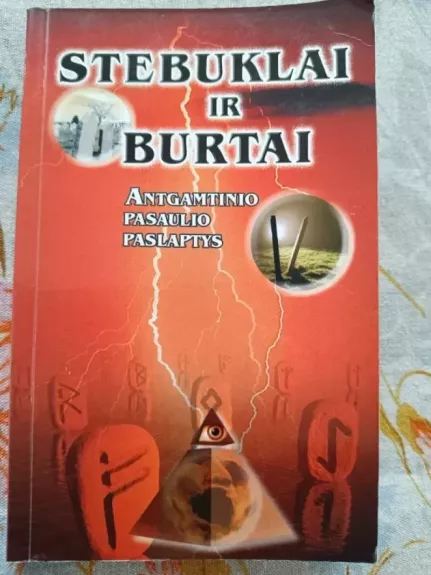 STEBUKLAI
IR
BURTAI
ANTGAMTINIO
PASAULIO
PASLAPTYS